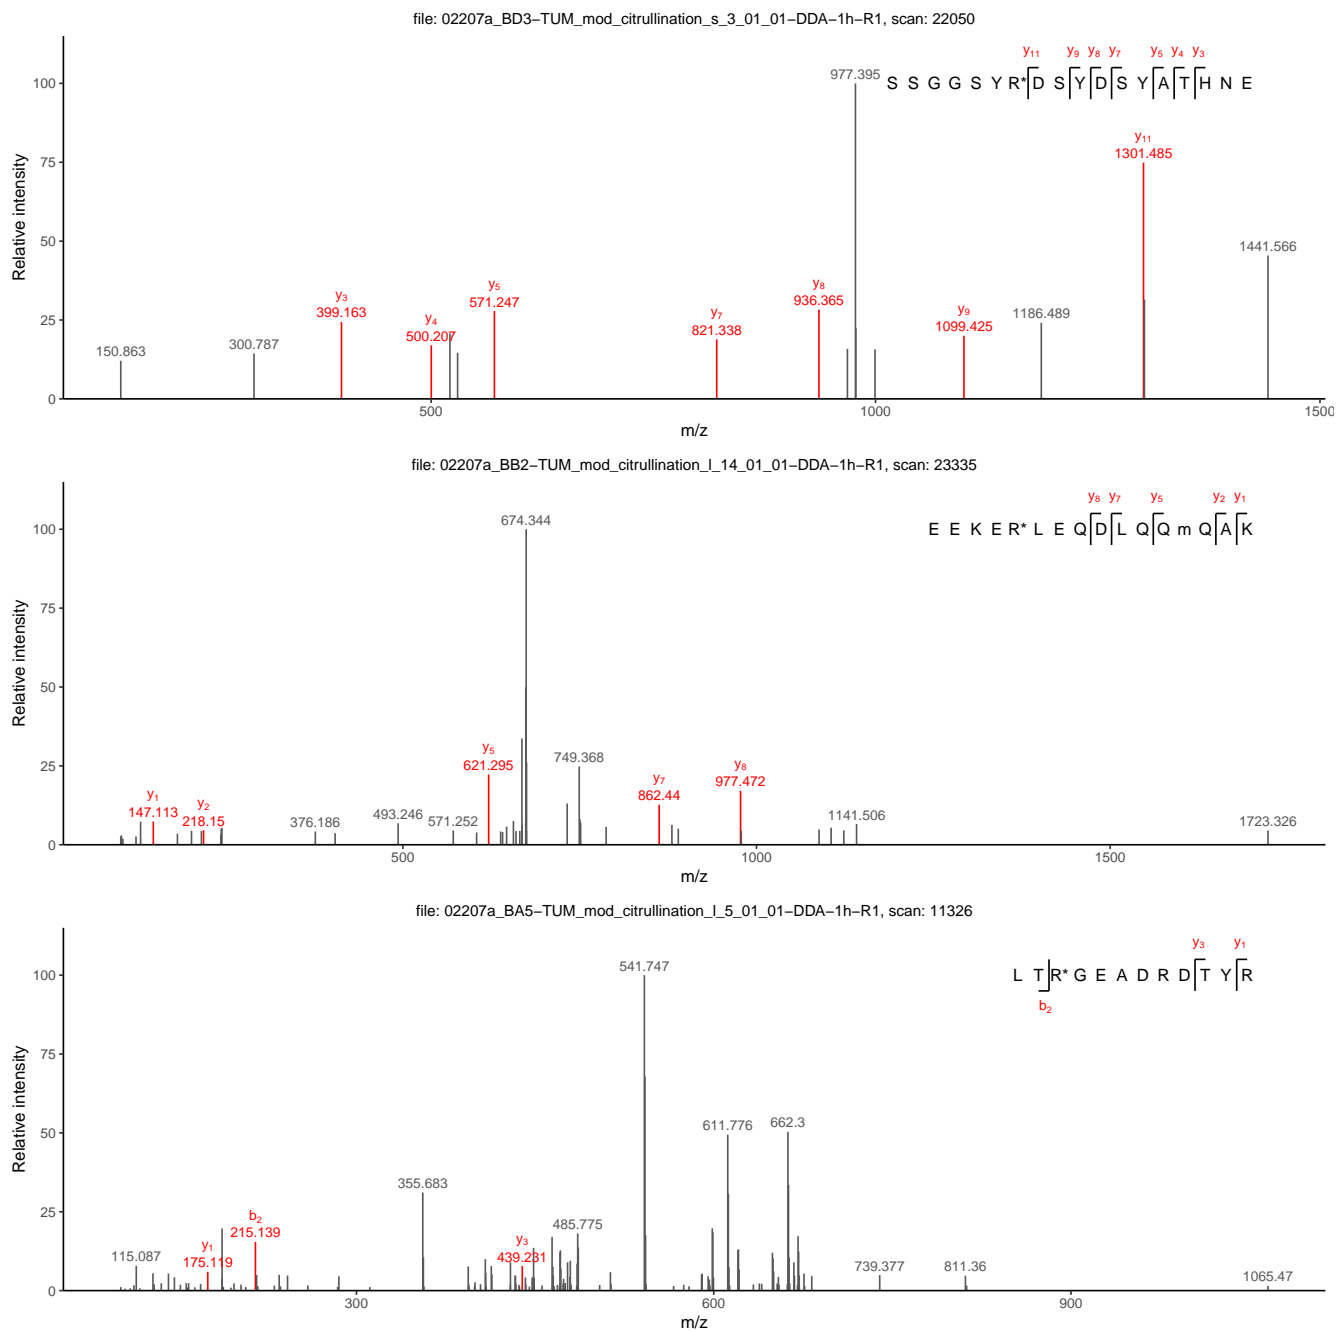 file: 02207a_BD3−TUM_mod_citrullination_s_3_01_01−DDA−1h−R1, scan: 22050
y11 y9 y8 y7 y5 y4 y3
S S G G S Y R* D S Y D S Y A T H N E
977.395
y11
1301.485
1441.566
y3
399.163
y4
500.207
y5
571.247
y7
821.338
y8
936.365
y9
1099.425
1186.489
150.863
300.787
100
75
50
25
0
Relative intensity
500 1000 1500
m/z
file: 02207a_BB2−TUM_mod_citrullination_l_14_01_01−DDA−1h−R1, scan: 23335
y8 y7 y5 y2 y1
E E K E R* L E Q D L Q Q m Q A K
674.344
749.368
y5
621.295
y7
862.44
y8
977.472
y1
147.113
y2
218.15
376.186
493.246
571.252
1141.506
1723.326
100
75
50
25
0
Relative intensity
500 1000 1500
m/z
file: 02207a_BA5−TUM_mod_citrullination_l_5_01_01−DDA−1h−R1, scan: 11326
y3 y1
L T R* G E A D R D T Y R
b2
541.747
611.776
662.3
355.683
485.775
b2
215.139
y1
175.119
y3
439.231
115.087
739.377
811.36
1065.47
100
75
50
25
0
Relative intensity
300 600 900
m/z